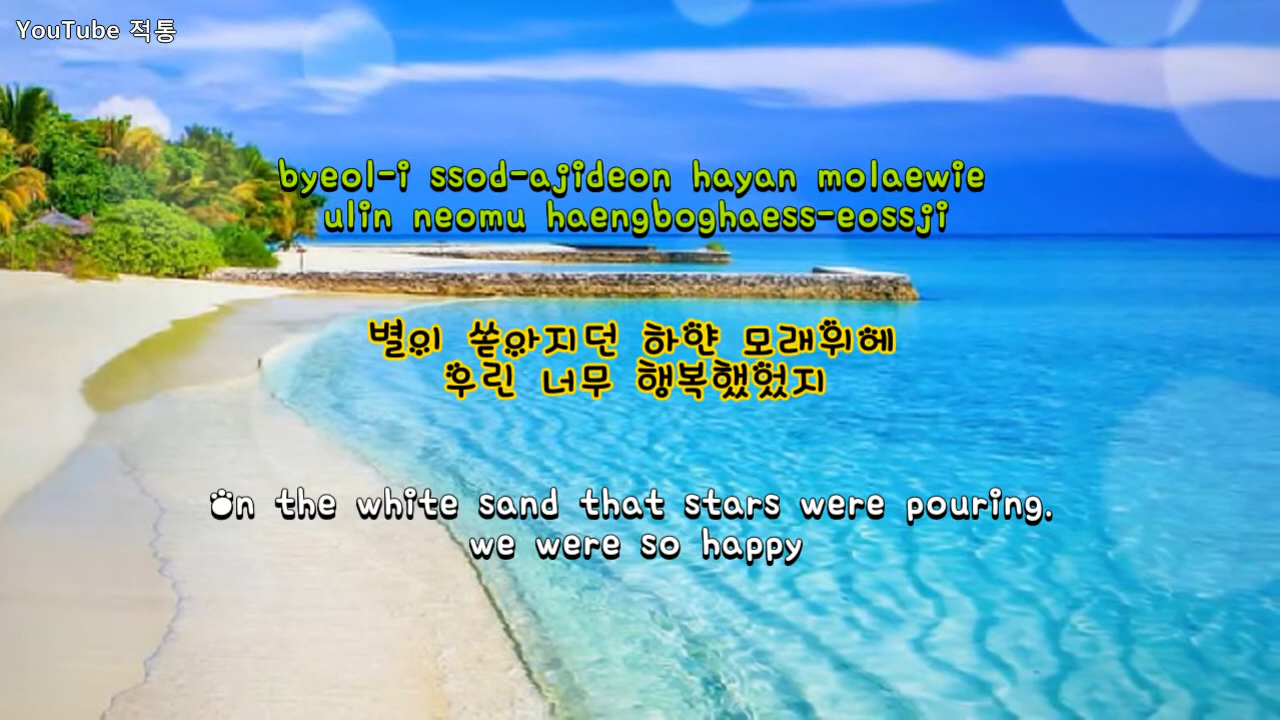 YouTube 적통
byeol-i ssod-ajideon hayan molaewie
ulin neomu haengboghaess-eossji
별이 쏟아지던 하얀 모래위에
우린 너무 행복했었지
On the white sand that stars were pouring.
we were so happy